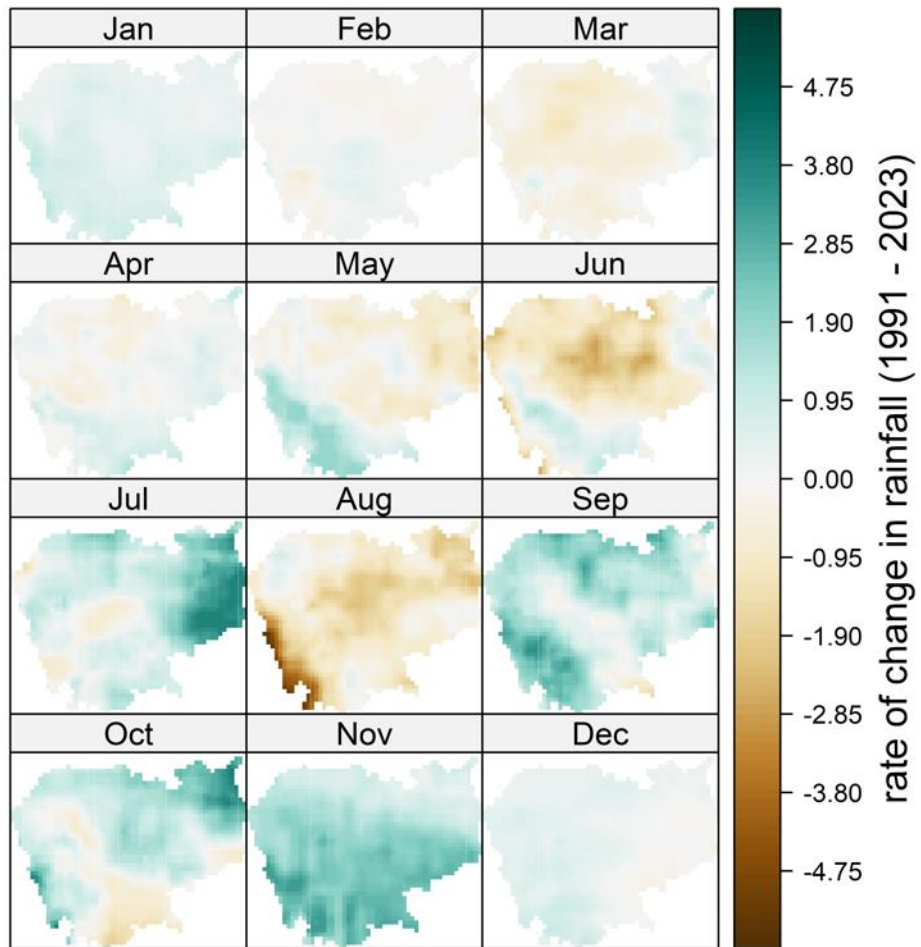 Jan
Feb
Mar
Apr
May
Jun
Jul
Aug
Sep
Oct
Nov
Dec
4.75
3.80
2.85
1.90
0.95
0.00
-0.95
-1.90
-2.85
-3.80
-4.75
rate of change in rainfall (1991 - 2023)